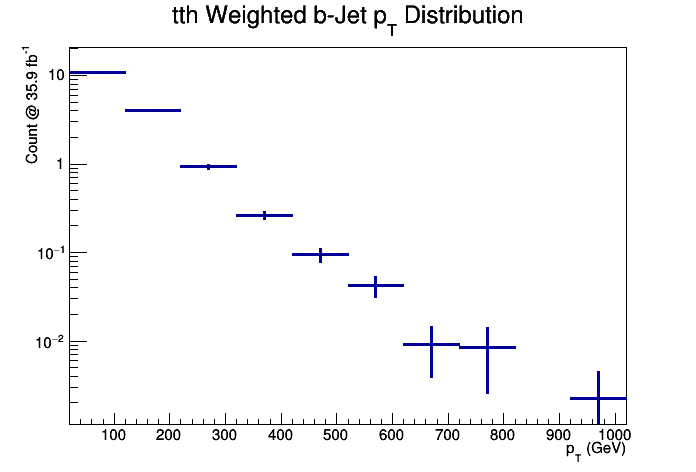 tth Weighted b-Jet p_T Distribution
Count @ 35.9 fb⁻¹
10
1
10⁻¹
10⁻²
100 200 300 400 500 600 700 800 900 1000
p_T (GeV)